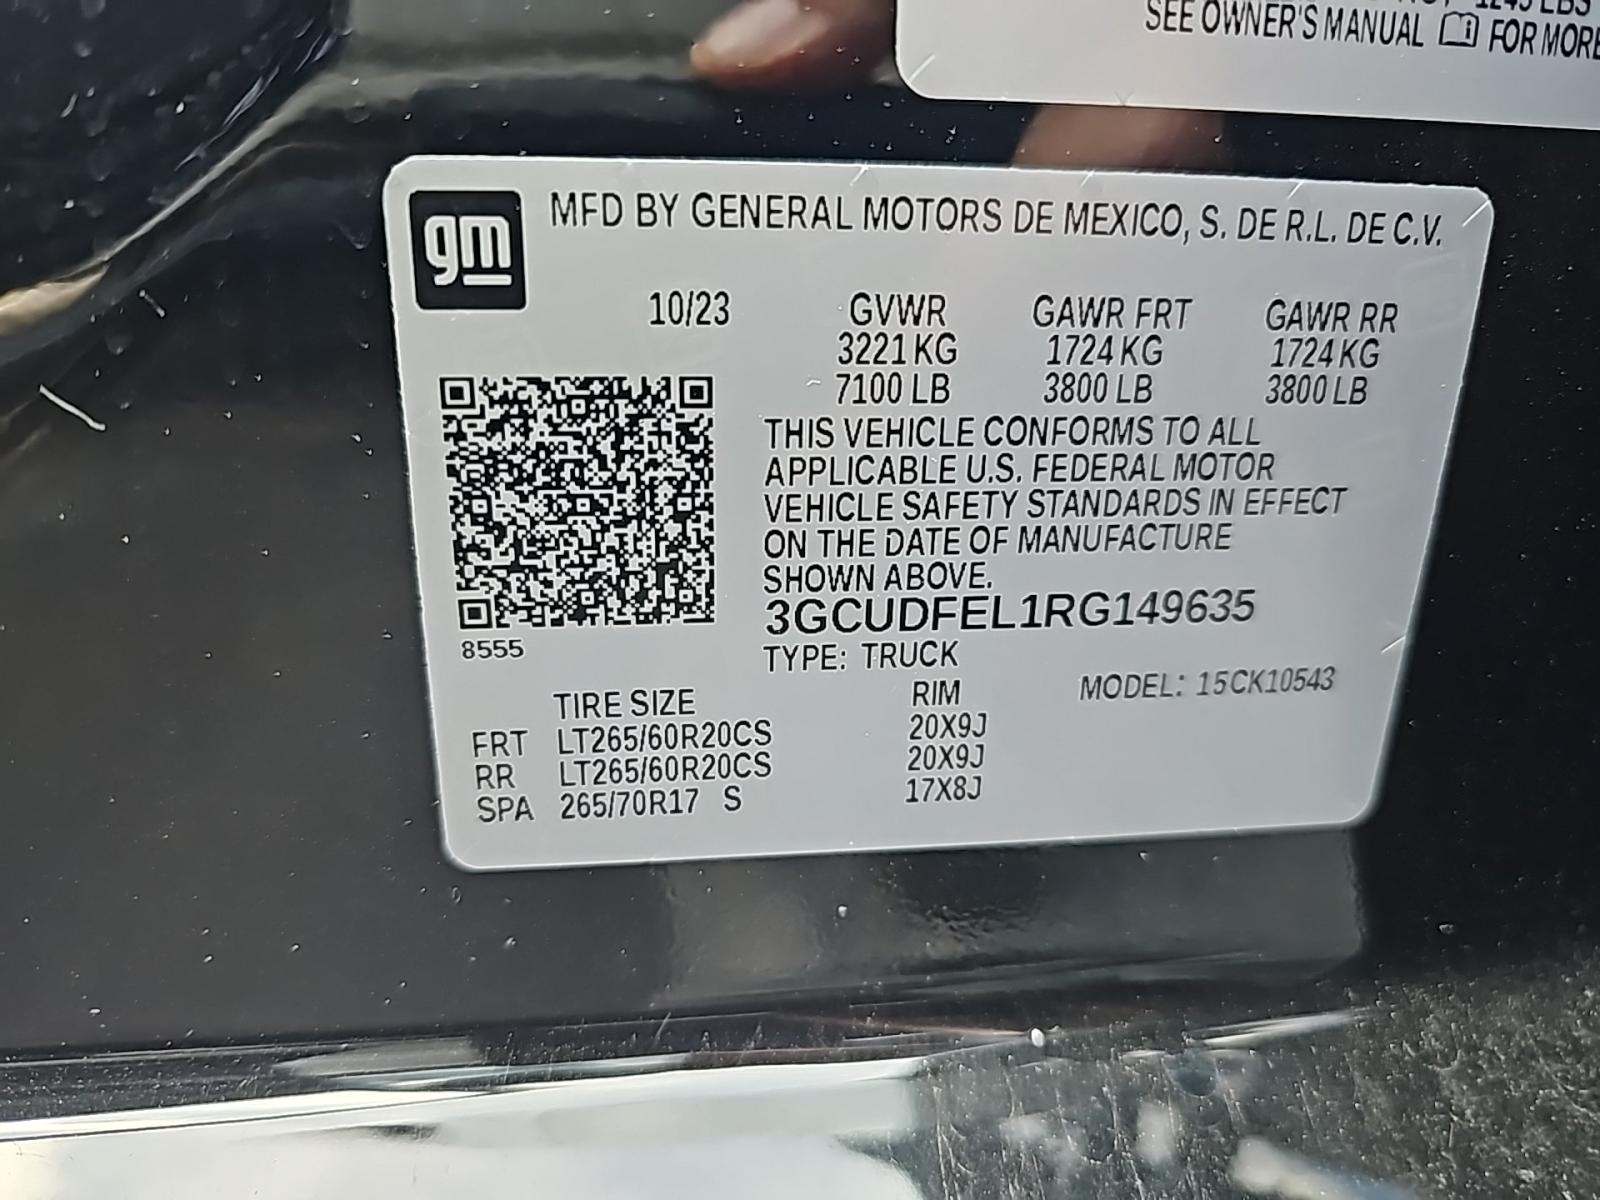 1245 LBS
SEE OWNER'S MANUAL FOR MORE
gm
MFD BY GENERAL MOTORS DE MEXICO, S. DE R.L. DE C.V.
10/23 GVWR GAWR FRT GAWR RR
3221 KG 1724 KG 1724 KG
7100 LB 3800 LB 3800 LB
THIS VEHICLE CONFORMS TO ALL
APPLICABLE U.S. FEDERAL MOTOR
VEHICLE SAFETY STANDARDS IN EFFECT
ON THE DATE OF MANUFACTURE
SHOWN ABOVE.
3GCUDFEL1RG149635
8555
TYPE: TRUCK
MODEL: 15CK10543
TIRE SIZE RIM
FRT LT265/60R20CS 20X9J
RR LT265/60R20CS 20X9J
SPA 265/70R17 S 17X8J